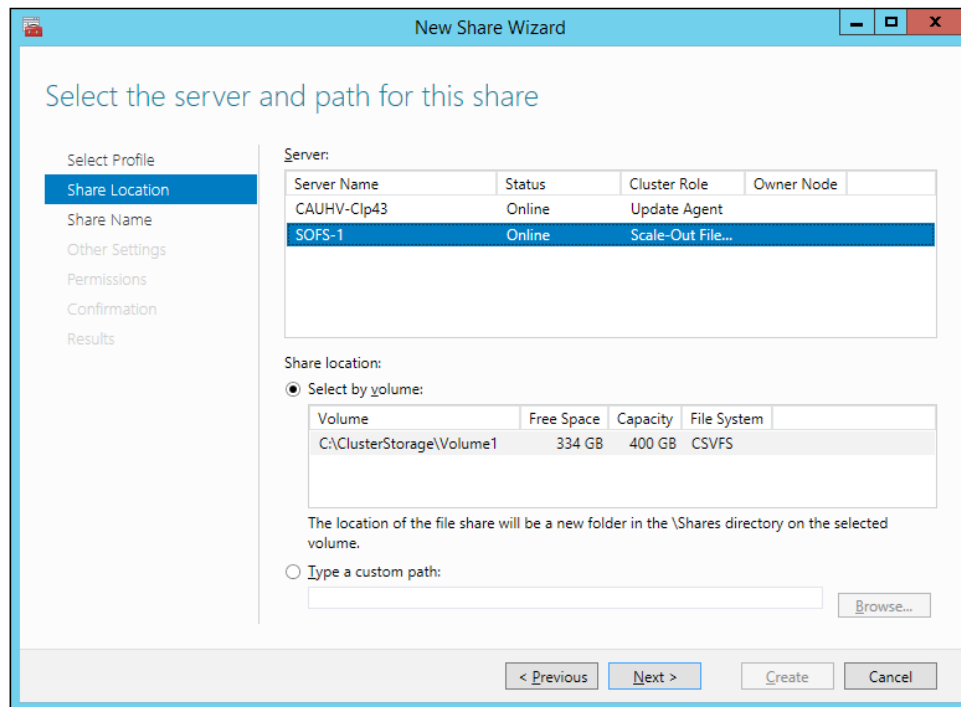 New Share Wizard
Select the server and path for this share
Select Profile
Share Location
Share Name
Other Settings
Permissions
Confirmation
Results
Server:
Server Name Status Cluster Role Owner Node
CAUHV-Clp43 Online Update Agent
SOFS-1 Online Scale-Out File...
Share location:
Select by volume:
Volume Free Space Capacity File System
C:\ClusterStorage\Volume1 334 GB 400 GB CSVFS
The location of the file share will be a new folder in the \Shares directory on the selected
volume.
Type a custom path:
Browse...
< Previous Next > Create Cancel